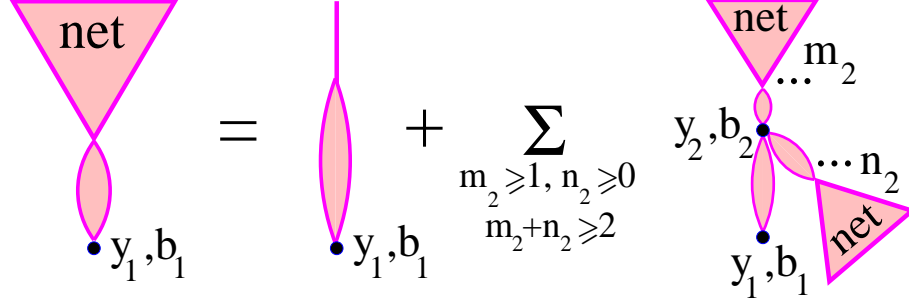 net
y₁,b₁
=
y₁,b₁
+
∑
m₂⩾1, n₂⩾0
m₂+n₂⩾2
net
...m₂
y₂,b₂
...n₂
net
y₁,b₁